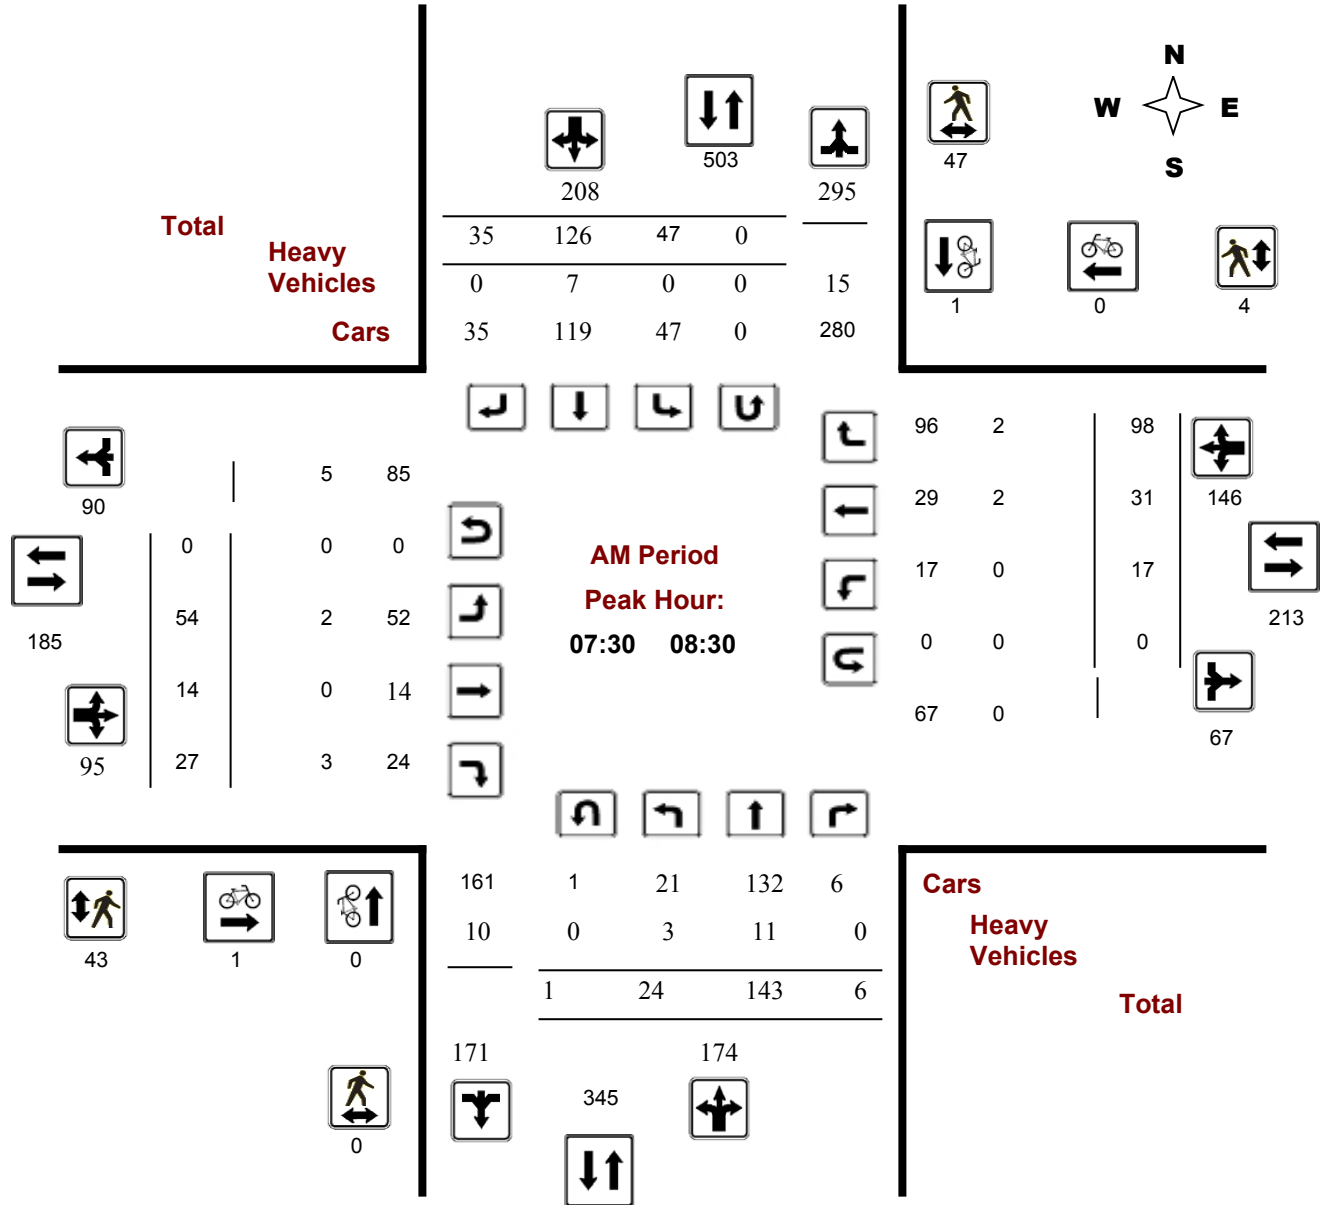 N
W E
S
503
47
208
295
Total
35 126 47 0
Heavy
Vehicles
0 7 0 0 15
1 0 4
Cars
35 119 47 0 280
96 2 98
5 85
90
29 2 31 146
0 0 0
AM Period
17 0 17
Peak Hour:
54 2 52
213
185
07:30 08:30
0 0 0
14 0 14
67 0
67
95 27 3 24
161 1 21 132 6
Cars
10 0 3 11 0
Heavy
Vehicles
43 1 0
1 24 143 6
Total
171 174
345
0